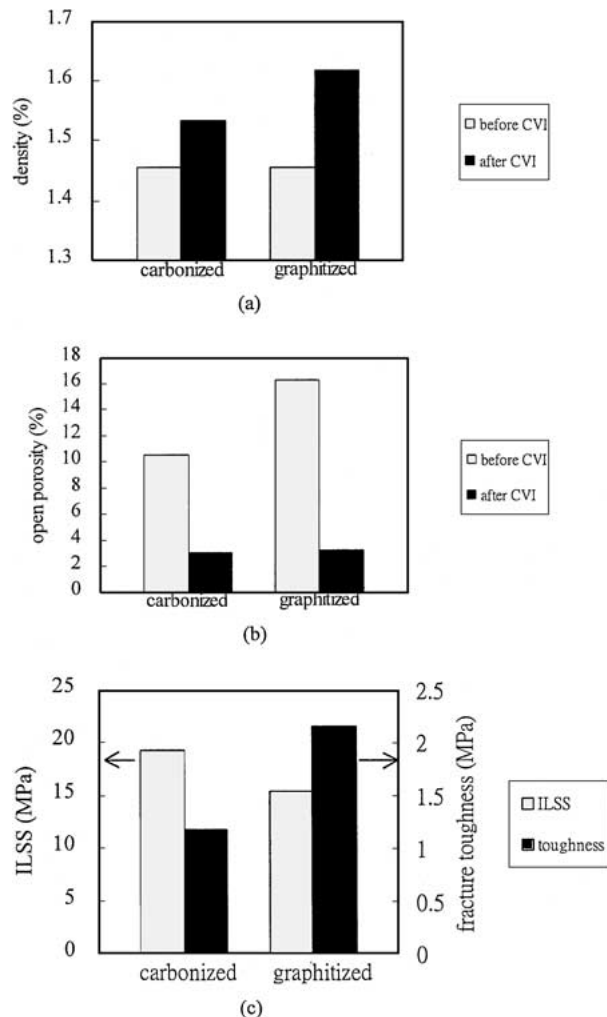 1.7
1.6
1.5
1.4
1.3
density (%)
carbonized graphitized
before CVI
after CVI
(a)
18
16
14
12
10
8
6
4
2
0
open porosity (%)
carbonized graphitized
before CVI
after CVI
(b)
25
20
15
10
5
0
ILSS (MPa)
2.5
2
1.5
1
0.5
0
fracture toughness (MPa)
carbonized graphitized
ILSS
toughness
(c)